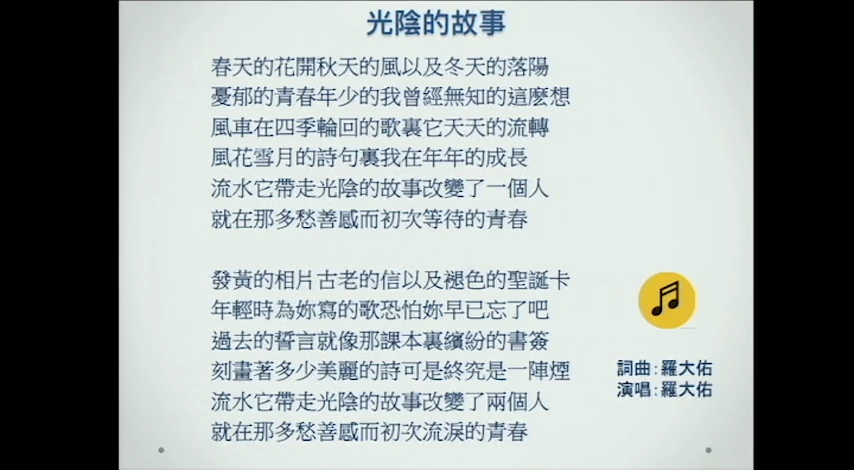 光陰的故事
春天的花開秋天的風以及冬天的落陽
憂郁的青春年少的我曾經無知的這麼想
風車在四季輪回的歌裏它天天的流轉
風花雪月的詩句裏我在年年的成長
流水它帶走光陰的故事改變了一個人
就在那多愁善感而初次等待的青春
發黃的相片古老的信以及褪色的聖誕卡
年輕時為妳寫的歌恐怕妳早已忘了吧
過去的誓言就像那課本裏繽紛的書簽
刻畫著多少美麗的詩可是終究是一陣煙
流水它帶走光陰的故事改變了兩個人
就在那多愁善感而初次流淚的青春
詞曲:羅大佑
演唱:羅大佑